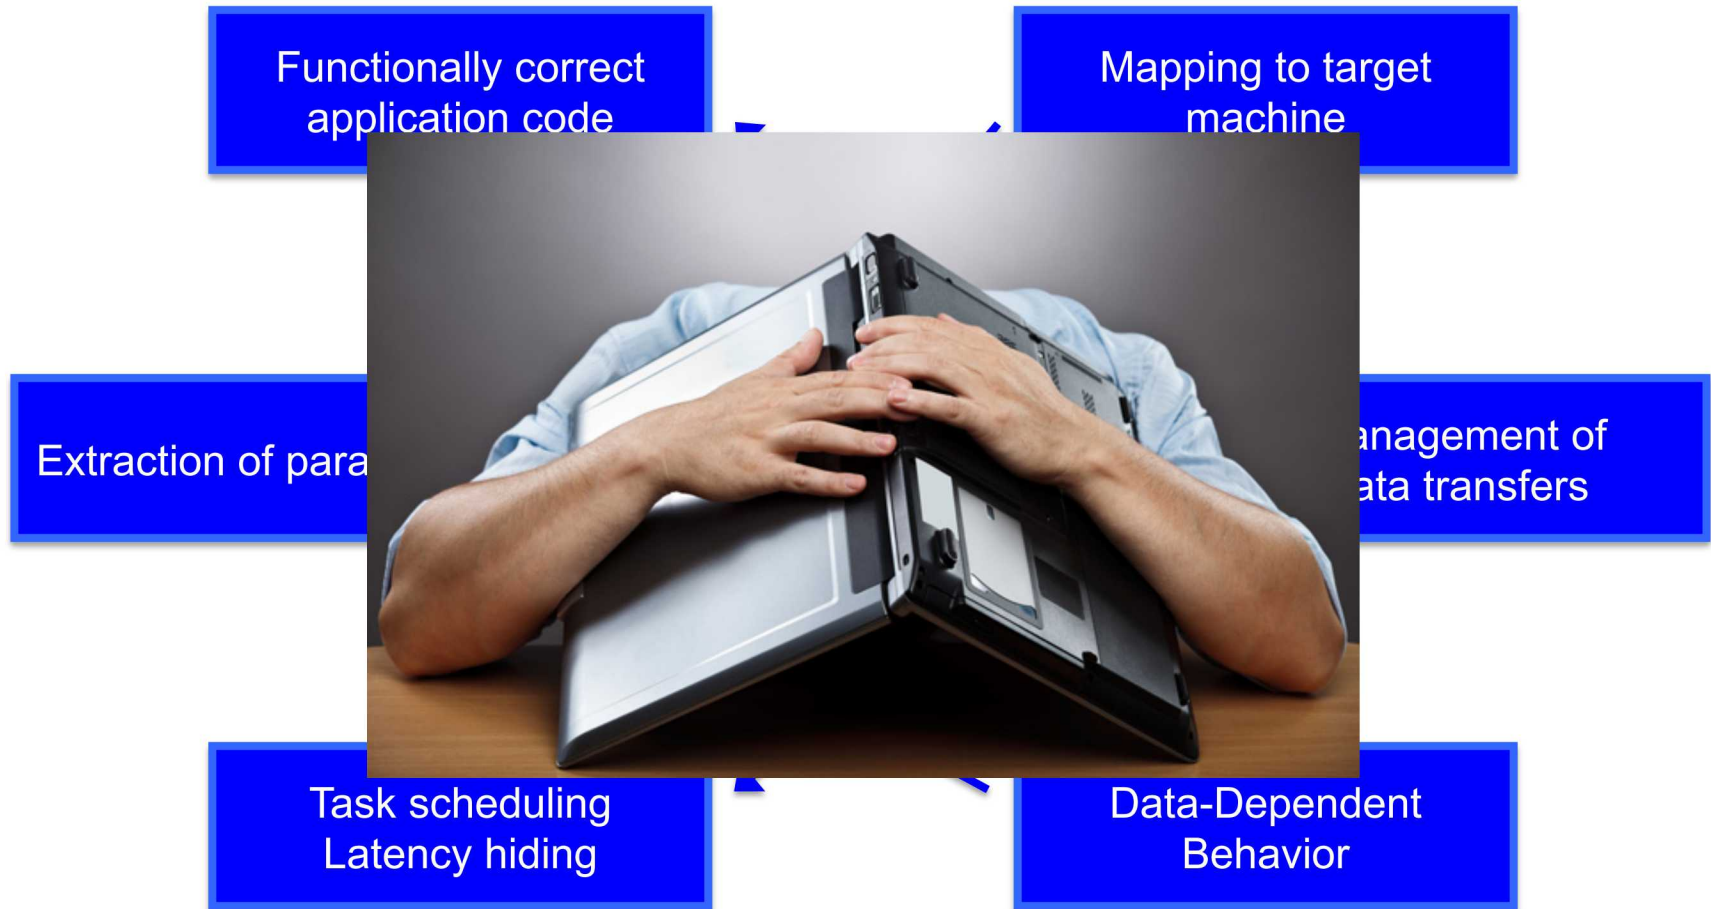 Functionally correct
application code
Mapping to target
machine
Extraction of para
anagement of
ata transfers
Task scheduling
Latency hiding
Data-Dependent
Behavior